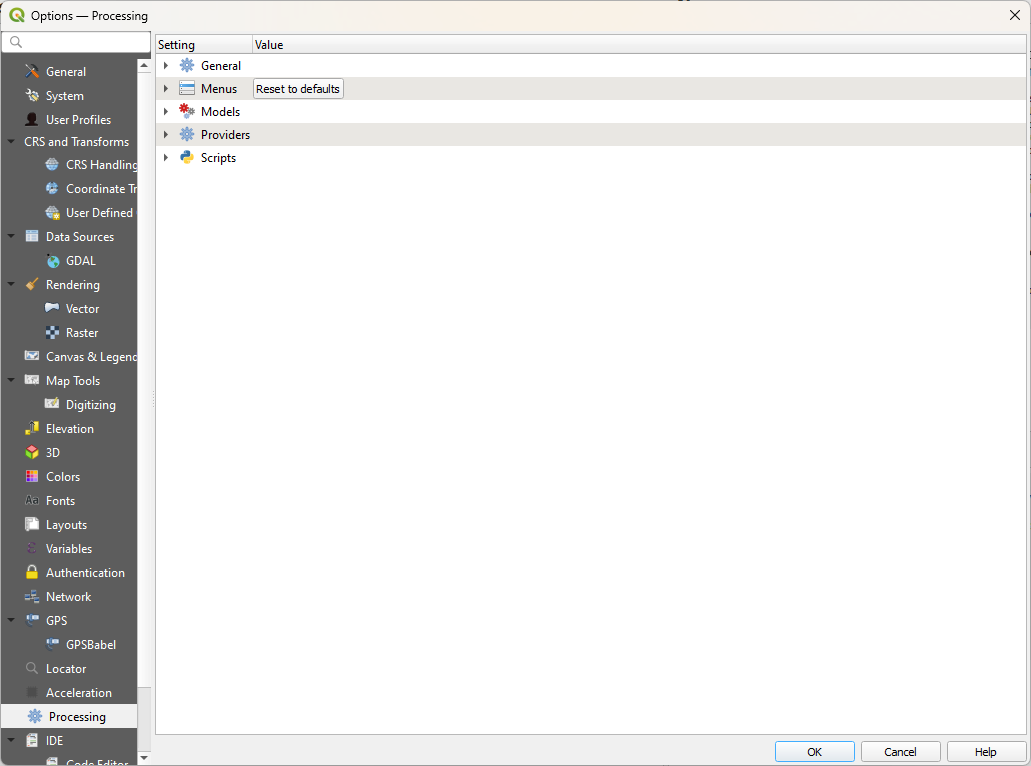 Options — Processing
Setting
Value
General
System
User Profiles
CRS and Transforms
CRS Handling
Coordinate Tr
User Defined
Data Sources
GDAL
Rendering
Vector
Raster
Canvas & Legend
Map Tools
Digitizing
Elevation
3D
Colors
Aa Fonts
Layouts
Variables
Authentication
Network
GPS
GPSBabel
Locator
Acceleration
Processing
IDE
Code Editor
General
Menus
Reset to defaults
Models
Providers
Scripts
OK
Cancel
Help